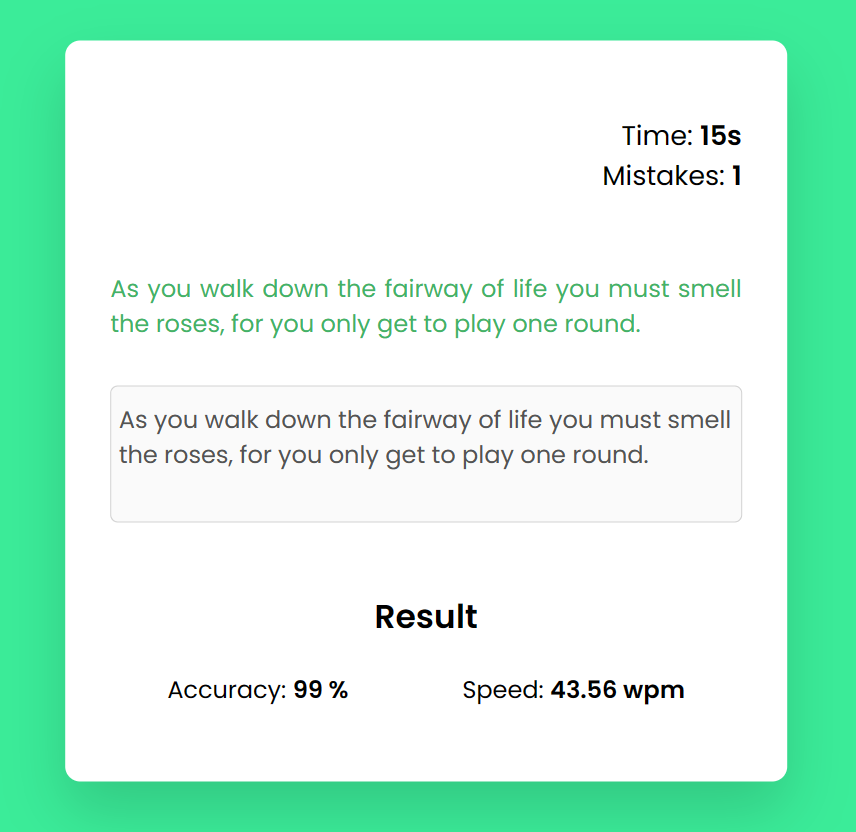 Time: 15s
Mistakes: 1
As you walk down the fairway of life you must smell
the roses, for you only get to play one round.
As you walk down the fairway of life you must smell
the roses, for you only get to play one round.
Result
Accuracy: 99 %
Speed: 43.56 wpm